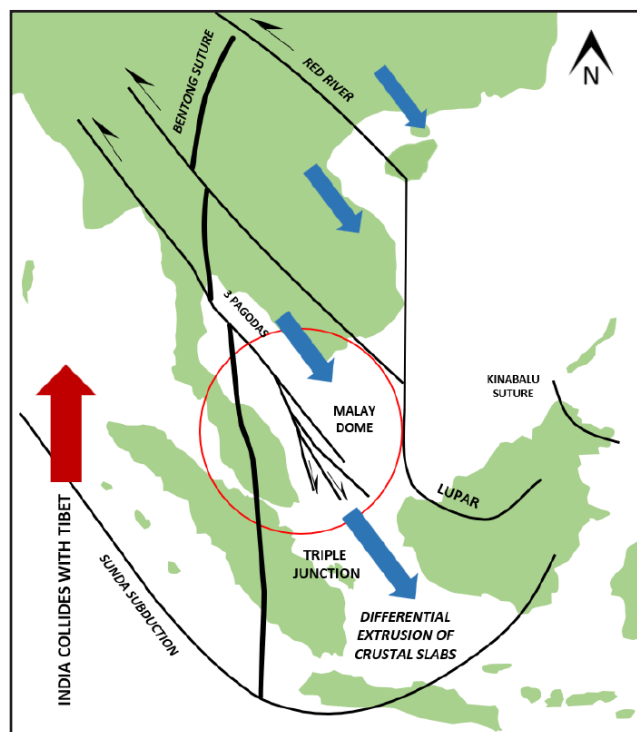 N
RED RIVER
BENTONG SUTURE
3 PAGODAS
MALAY
DOME
KINABALU
SUTURE
LUPAR
INDIA COLLIDES WITH TIBET
SUNDA SUBDUCTION
TRIPLE
JUNCTION
DIFFERENTIAL
EXTRUSION OF
CRUSTAL SLABS